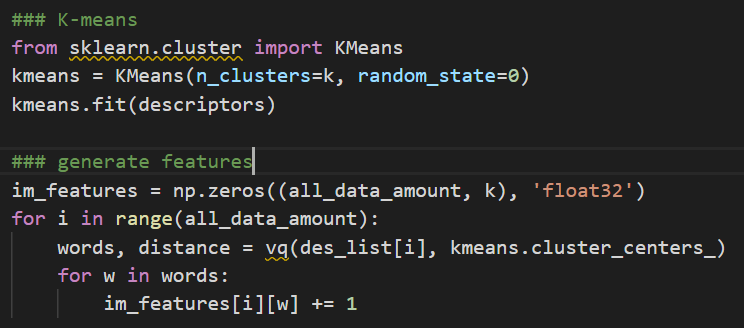 ### K-means
from sklearn.cluster import KMeans
kmeans = KMeans(n_clusters=k, random_state=0)
kmeans.fit(descriptors)

### generate features
im_features = np.zeros((all_data_amount, k), 'float32')
for i in range(all_data_amount):
    words, distance = vq(des_list[i], kmeans.cluster_centers_)
    for w in words:
        im_features[i][w] += 1